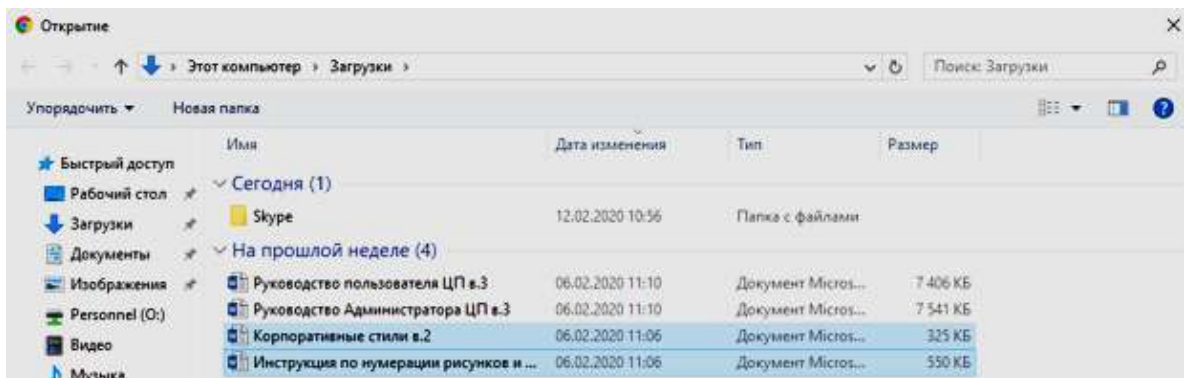 Открытие
Этот компьютер › Загрузки ›
Поиск: Загрузки
Упорядочить
Новая папка
Имя Дата изменения Тип Размер
Быстрый доступ
Рабочий стол
Загрузки
Документы
Изображения
Personnel (O:)
Видео
Музыка
Сегодня (1)
Skype 12.02.2020 10:56 Папка с файлами
На прошлой неделе (4)
Руководство пользователя ЦП в.3 06.02.2020 11:10 Документ Micros... 7 406 КБ
Руководство Администратора ЦП в.3 06.02.2020 11:10 Документ Micros... 7 541 КБ
Корпоративные стили в.2 06.02.2020 11:06 Документ Micros... 325 КБ
Инструкция по нумерации рисунков и ... 06.02.2020 11:06 Документ Micros... 550 КБ